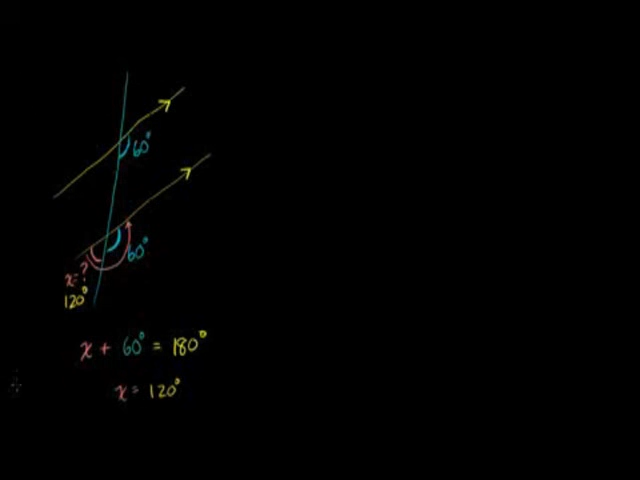 60°
60°
x=?
120°
x + 60° = 180°
x = 120°